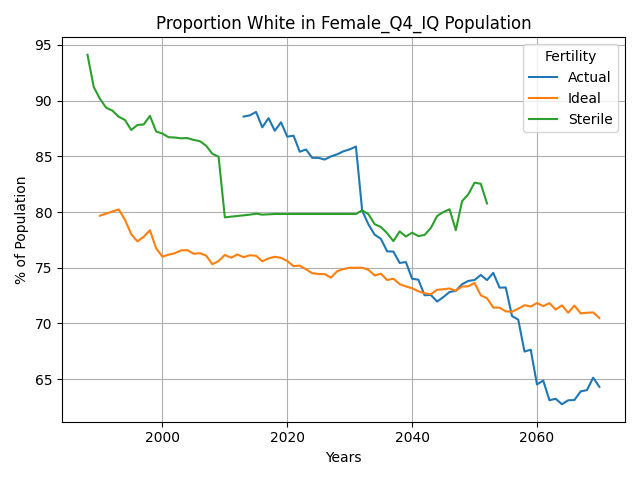 Proportion White in Female_Q4_IQ Population
95
90
85
80
75
70
65
% of Population
Fertility
Actual
Ideal
Sterile
2000
2020
2040
2060
Years